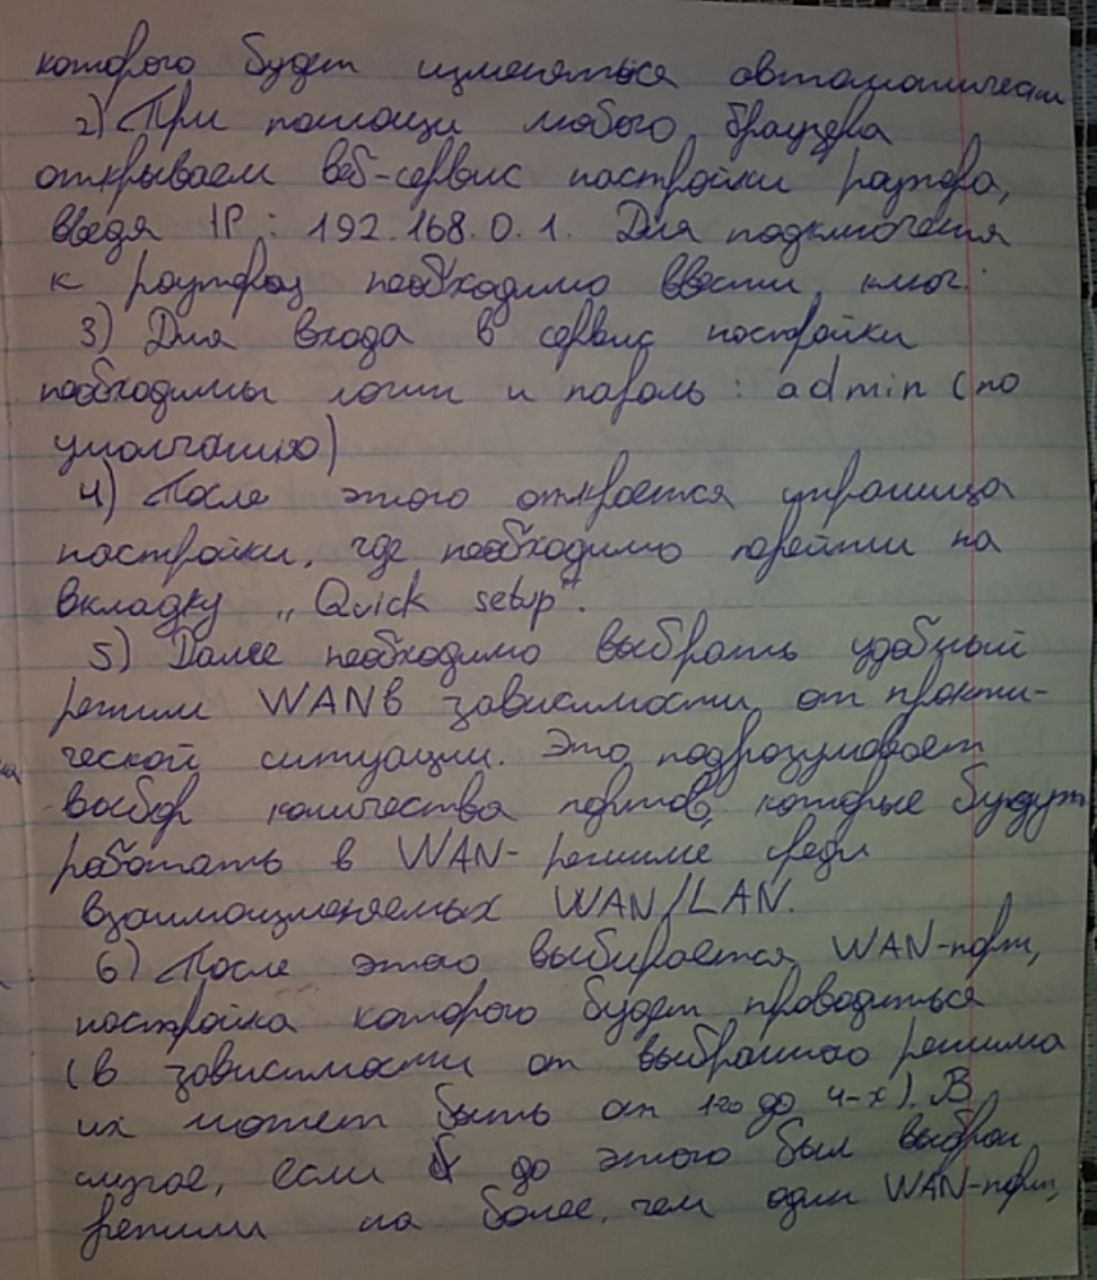 которого будет изменяться автоматически
2) При помощи любого браузера
открываем веб-сервис настройки роутера,
введя IP: 192.168.0.1. Для подключения
к роутеру необходимо ввести ключ.
3) Для входа в сервис настройки
необходимы логин и пароль: admin (по
умолчанию)
4) После этого откроется страница
настройки, где необходимо перейти на
вкладку „Quick setup".
5) Далее необходимо выбрать удобный
режим WAN в зависимости от практи-
ческой ситуации. Это подразумевает
выбор количества портов, которые будут
работать в WAN-режиме среди
взаимоизменяемых WAN/LAN.
6) После этого выбирается WAN-порт,
настройка которого будет проводиться
(в зависимости от выбранного режима
их может быть от 1-го до 4-х). В
случае, если до этого был выбран
режим на более, чем один WAN-порт,